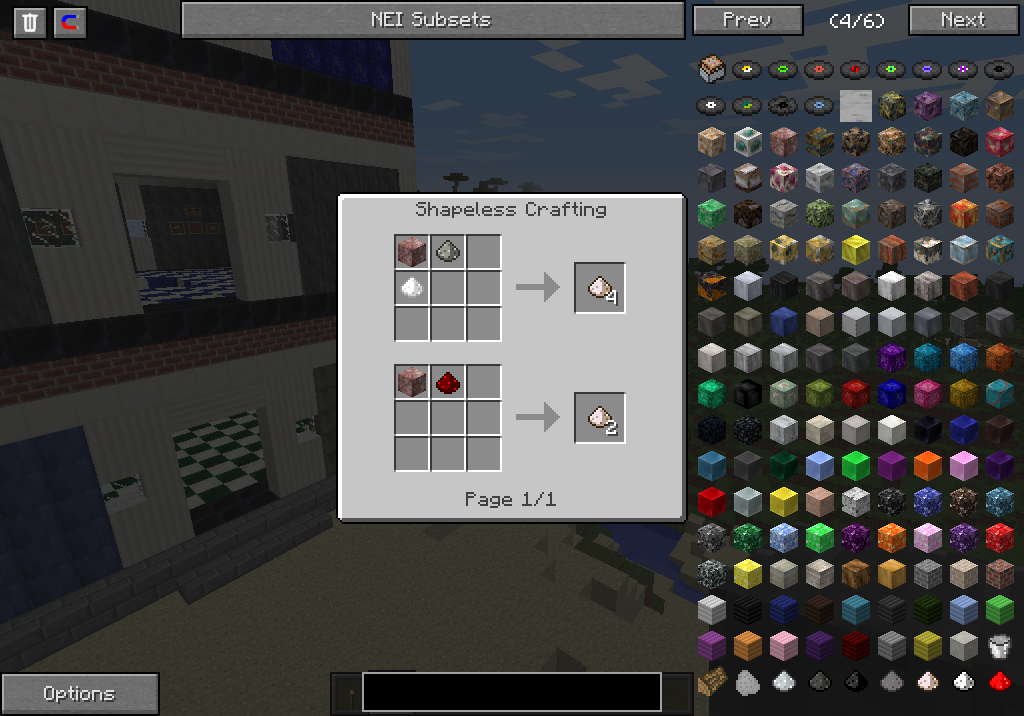 NEI Subsets
Prev
(4/6)
Next
Shapeless Crafting
4
2
Page 1/1
Options